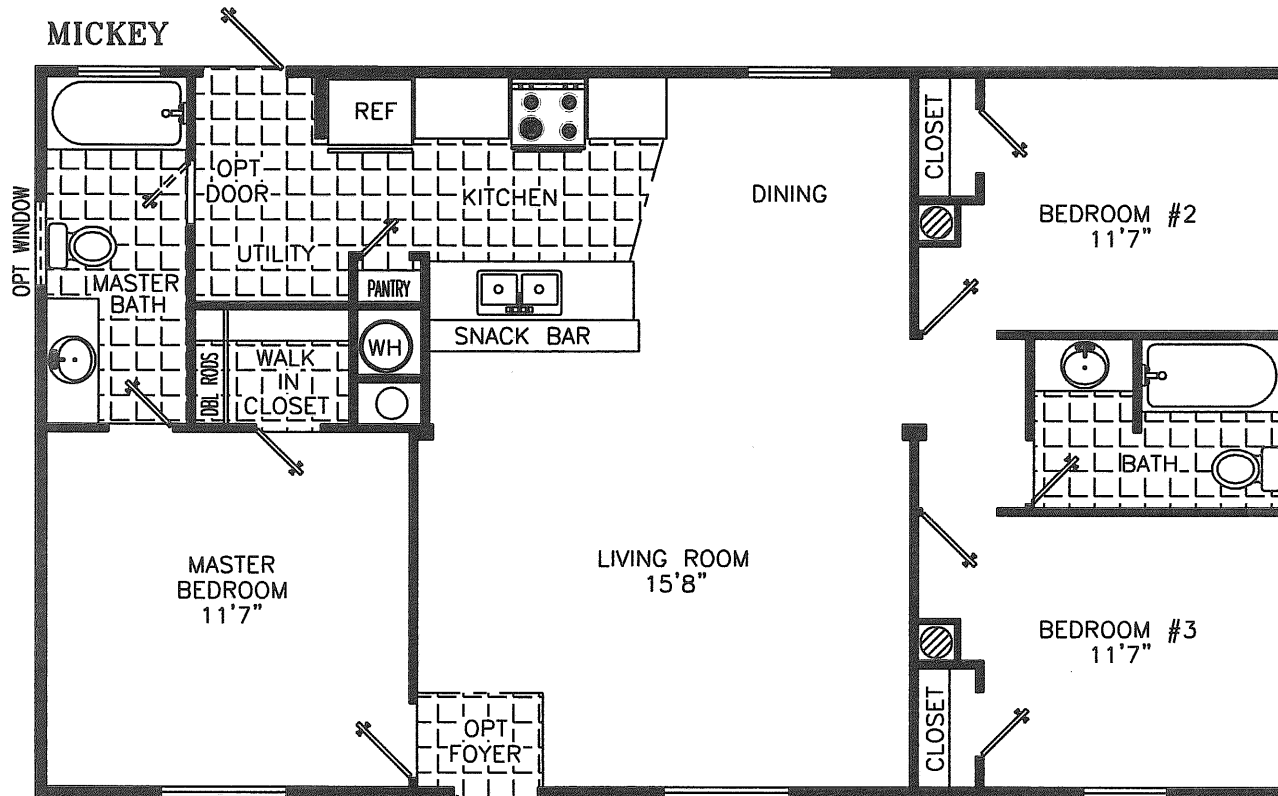 MICKEY
REF
CLOSET
OPT
DOOR
KITCHEN
DINING
BEDROOM #2
11'7"
OPT WINDOW
UTILITY
MASTER
BATH
PANTRY
SNACK BAR
WH
DBL RODS
WALK
IN
CLOSET
BATH
MASTER
BEDROOM
11'7"
LIVING ROOM
15'8"
BEDROOM #3
11'7"
OPT
FOYER
CLOSET